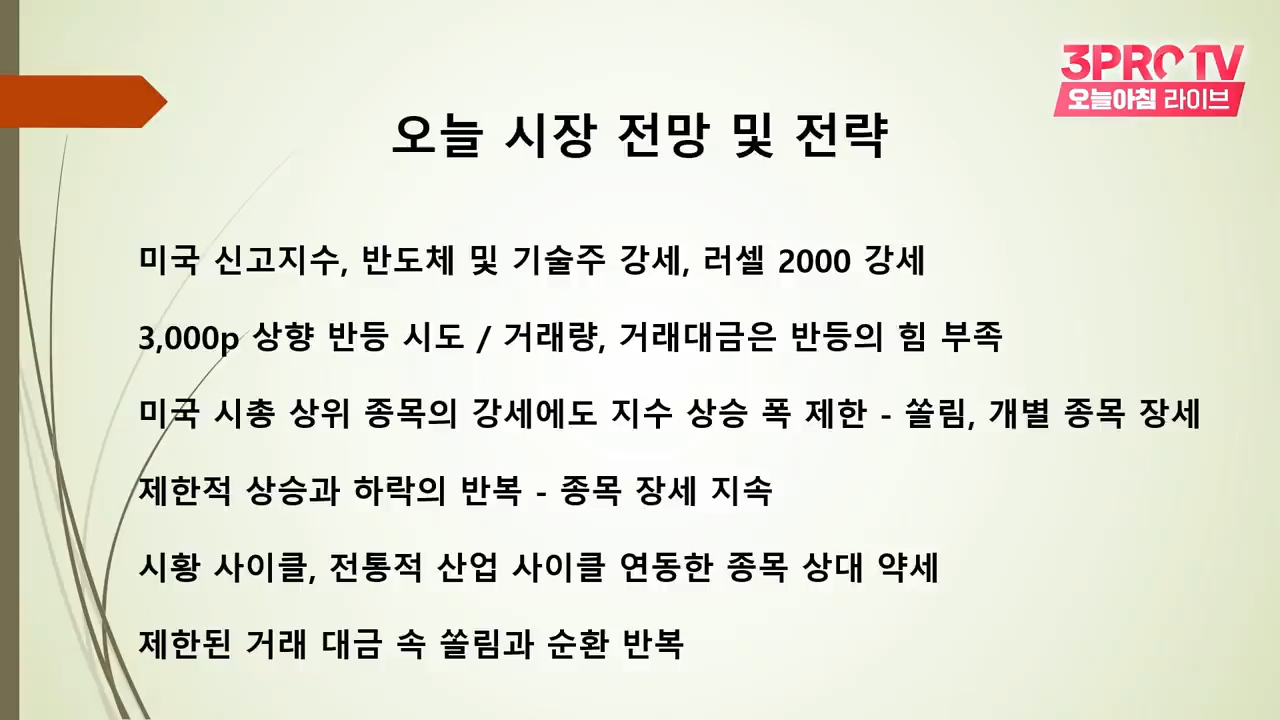 3PROTV
오늘아침 라이브
오늘 시장 전망 및 전략
미국 신고지수, 반도체 및 기술주 강세, 러셀 2000 강세
3,000p 상향 반등 시도 / 거래량, 거래대금은 반등의 힘 부족
미국 시총 상위 종목의 강세에도 지수 상승 폭 제한 - 쏠림, 개별 종목 장세
제한적 상승과 하락의 반복 - 종목 장세 지속
시황 사이클, 전통적 산업 사이클 연동한 종목 상대 약세
제한된 거래 대금 속 쏠림과 순환 반복